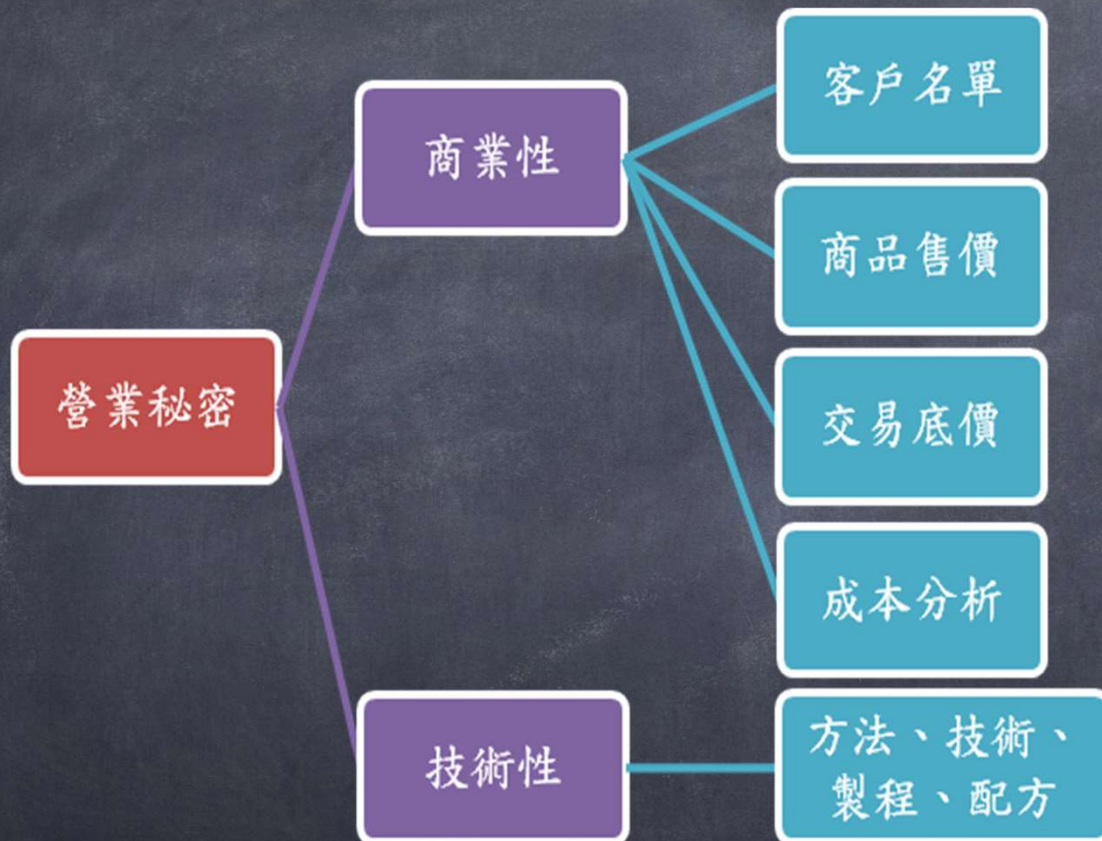 營業秘密
商業性
客戶名單
商品售價
交易底價
成本分析
技術性
方法、技術、
製程、配方